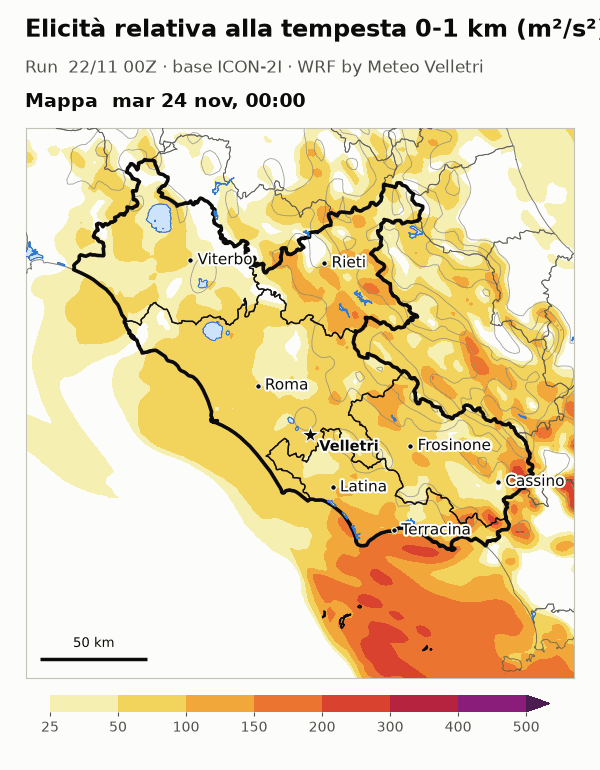 Elicità relativa alla tempesta 0-1 km (m²/s²)
Run 22/11 00Z · base ICON-2I · WRF by Meteo Velletri
Mappa mar 24 nov, 00:00
Viterbo
Rieti
Roma
Velletri
Frosinone
Latina
Cassino
Terracina
50 km
25 50 100 150 200 300 400 500